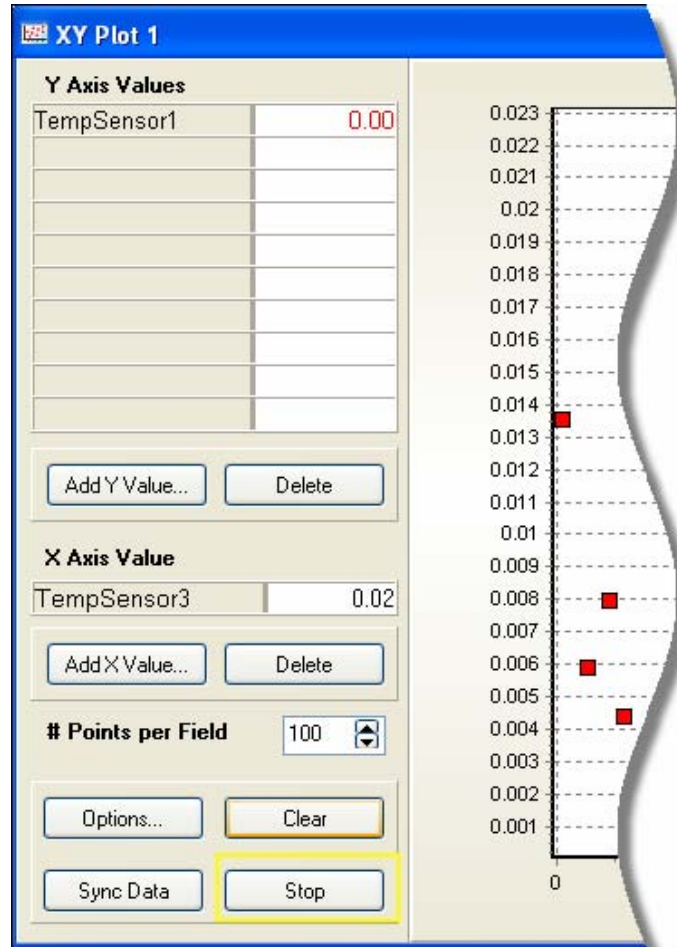 XY Plot 1
Y Axis Values
TempSensor1 0.00
Add Y Value... Delete
X Axis Value
TempSensor3 0.02
Add X Value... Delete
# Points per Field 100
Options... Clear
Sync Data Stop
0.023
0.022
0.021
0.02
0.019
0.018
0.017
0.016
0.015
0.014
0.013
0.012
0.011
0.01
0.009
0.008
0.007
0.006
0.005
0.004
0.003
0.002
0.001
0